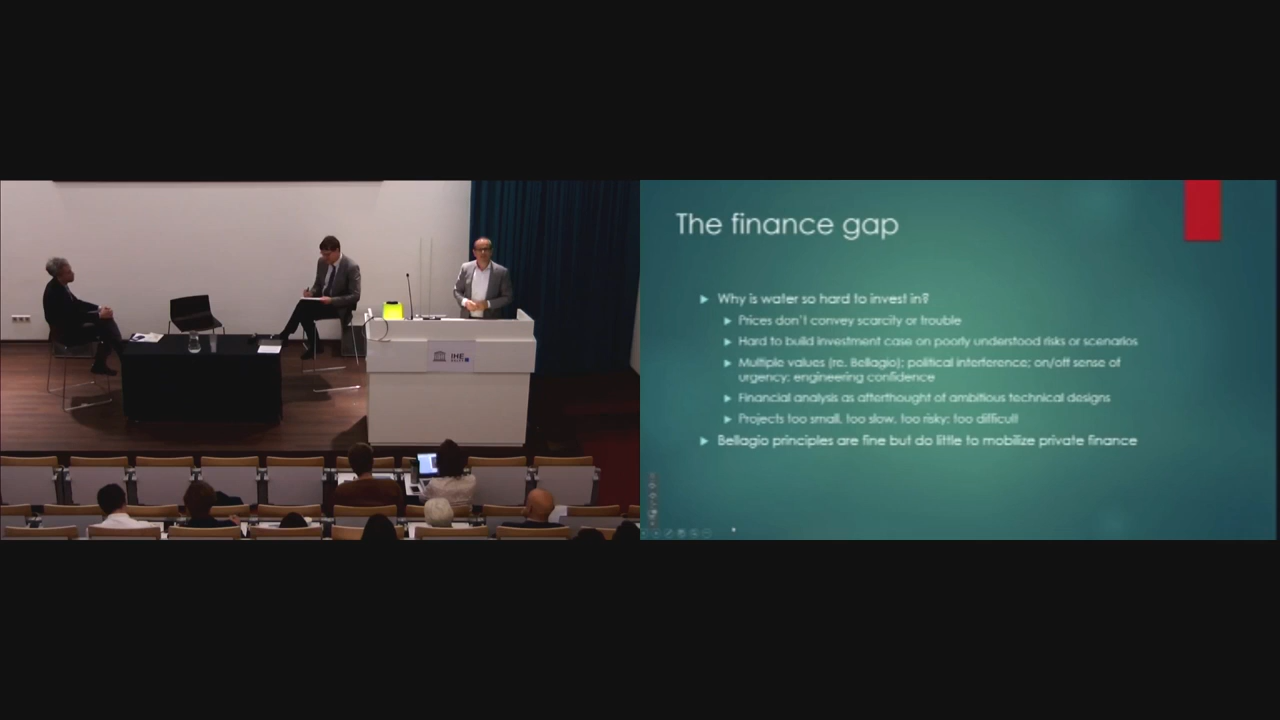 IHE
The finance gap
Why is water so hard to invest in?
Prices don't convey scarcity or trouble
Hard to build investment case on poorly understood risks or scenarios
Multiple values (re. Bellagio); political interference; on/off sense of
urgency; engineering confidence
Financial analysis as afterthought of ambitious technical designs
Projects too small, too slow, too risky; too difficult
Bellagio principles are fine but do little to mobilize private finance